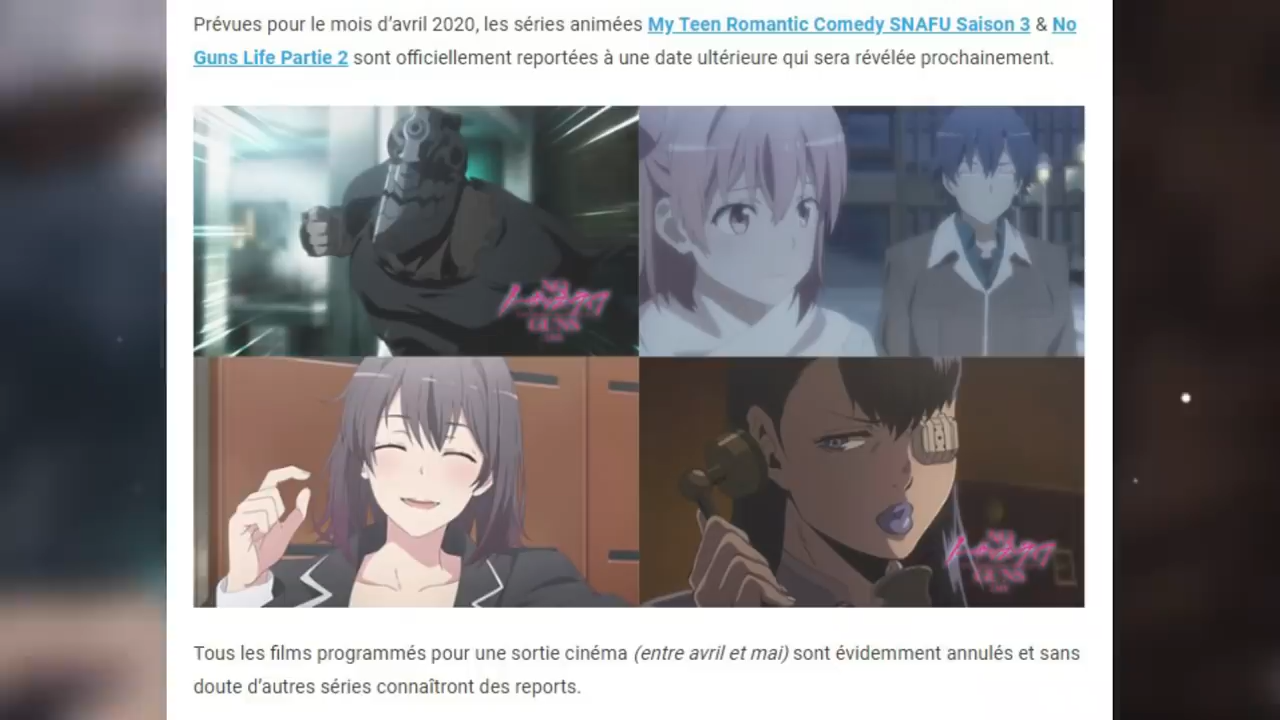 Prévues pour le mois d’avril 2020, les séries animées My Teen Romantic Comedy SNAFU Saison 3 & No
Guns Life Partie 2 sont officiellement reportées à une date ultérieure qui sera révélée prochainement.
Tous les films programmés pour une sortie cinéma (entre avril et mai) sont évidemment annulés et sans
doute d’autres séries connaîtront des reports.